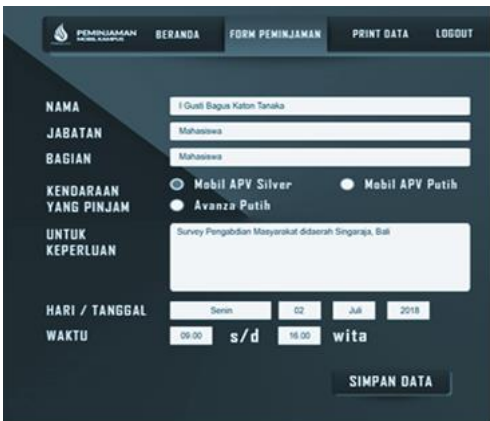 PEMINJAMAN
MOBIL KAMPUS
BERANDA
FORM PEMINJAMAN
PRINT DATA
LOGOUT
NAMA
I Gusti Bagus Katon Tanaka
JABATAN
Mahasiswa
BAGIAN
Mahasiswa
KENDARAAN
YANG PINJAM
Mobil APV Silver
Mobil APV Putih
Avanza Putih
UNTUK
KEPERLUAN
Survey Pengabdian Masyarakat didaerah Singaraja, Bali
HARI / TANGGAL
Senin
02
Juli
2018
WAKTU
09.00
s/d
16.00
wita
SIMPAN DATA